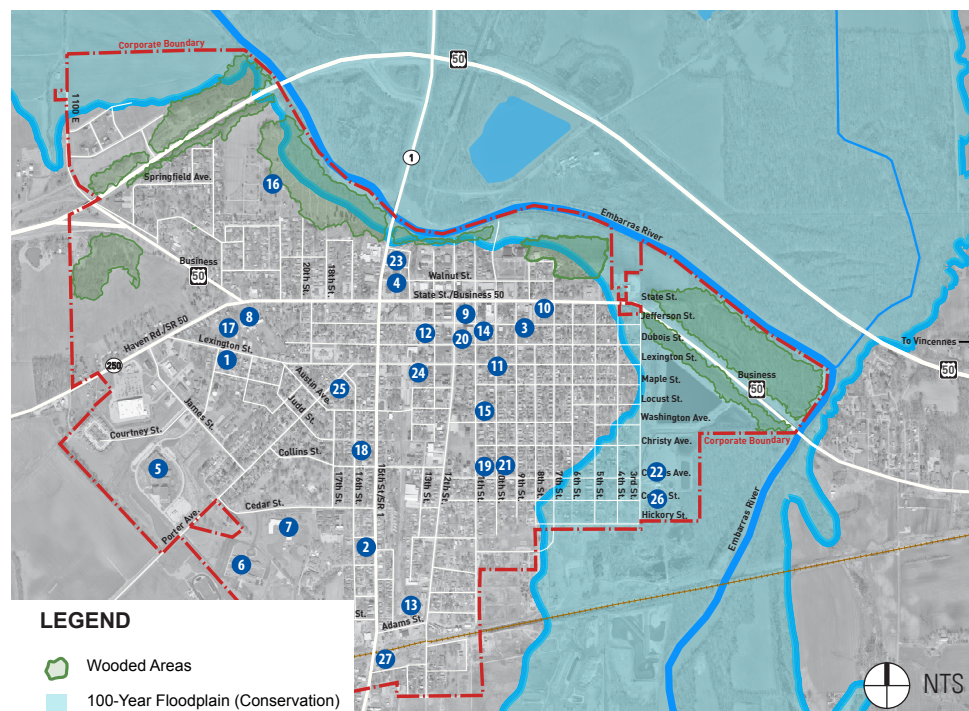 Corporate Boundary
50
1100 E
1
Springfield Ave.
16
Embarras River
20th St.
18th St.
23
Walnut St.
4
Business
50
State St./Business 50
State St.
Jefferson St.
Dubois St.
Lexington St.
Maple St.
Locust St.
Washington Ave.
Christy Ave.
To Vincennes
50
Business
50
Haven Rd./SR 50
250
17
8
9
10
12
14
3
20
Lexington St.
1
11
24
Austin Ave.
25
Judd St.
James St.
15
Courtney St.
Collins St.
18
5
19
21
22
26
Hickory St.
Corporate Boundary
17th St.
16th St.
15th St/SR 1
13th St.
12th St.
9th St.
8th St.
7th St.
6th St.
5th St.
4th St.
3rd St.
Cedar St.
Porter Ave.
7
2
6
Embarras River
13
St.
Adams St.
27
LEGEND
Wooded Areas
100-Year Floodplain (Conservation)
NTS